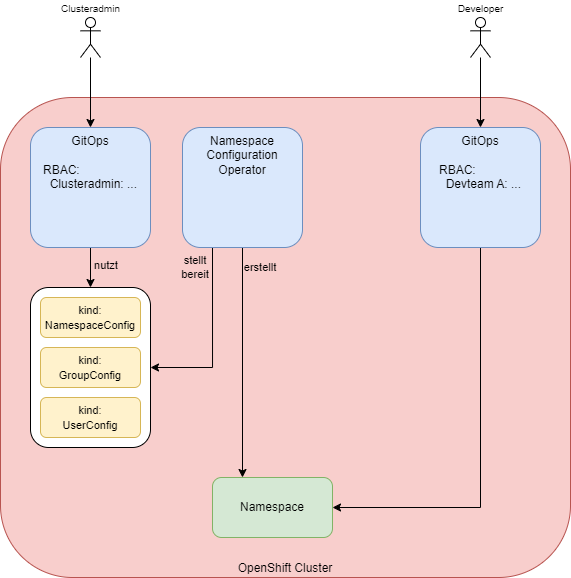 Clusteradmin
Developer
GitOps
RBAC:
Clusteradmin: ...
Namespace
Configuration
Operator
GitOps
RBAC:
Devteam A: ...
nutzt
stellt
bereit
erstellt
kind:
NamespaceConfig
kind:
GroupConfig
kind:
UserConfig
Namespace
OpenShift Cluster